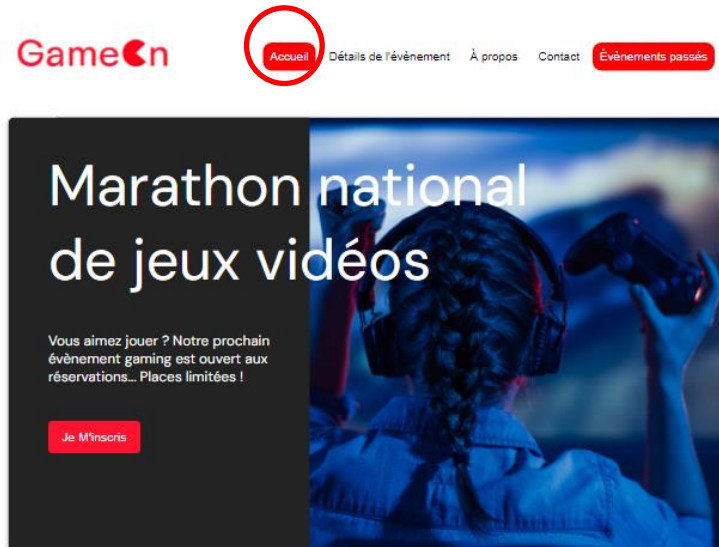 GameOn
Accueil Détails de l'évènement À propos Contact Évènements passés
Marathon national
de jeux vidéos
Vous aimez jouer ? Notre prochain
évènement gaming est ouvert aux
réservations... Places limitées !
Je M'inscris